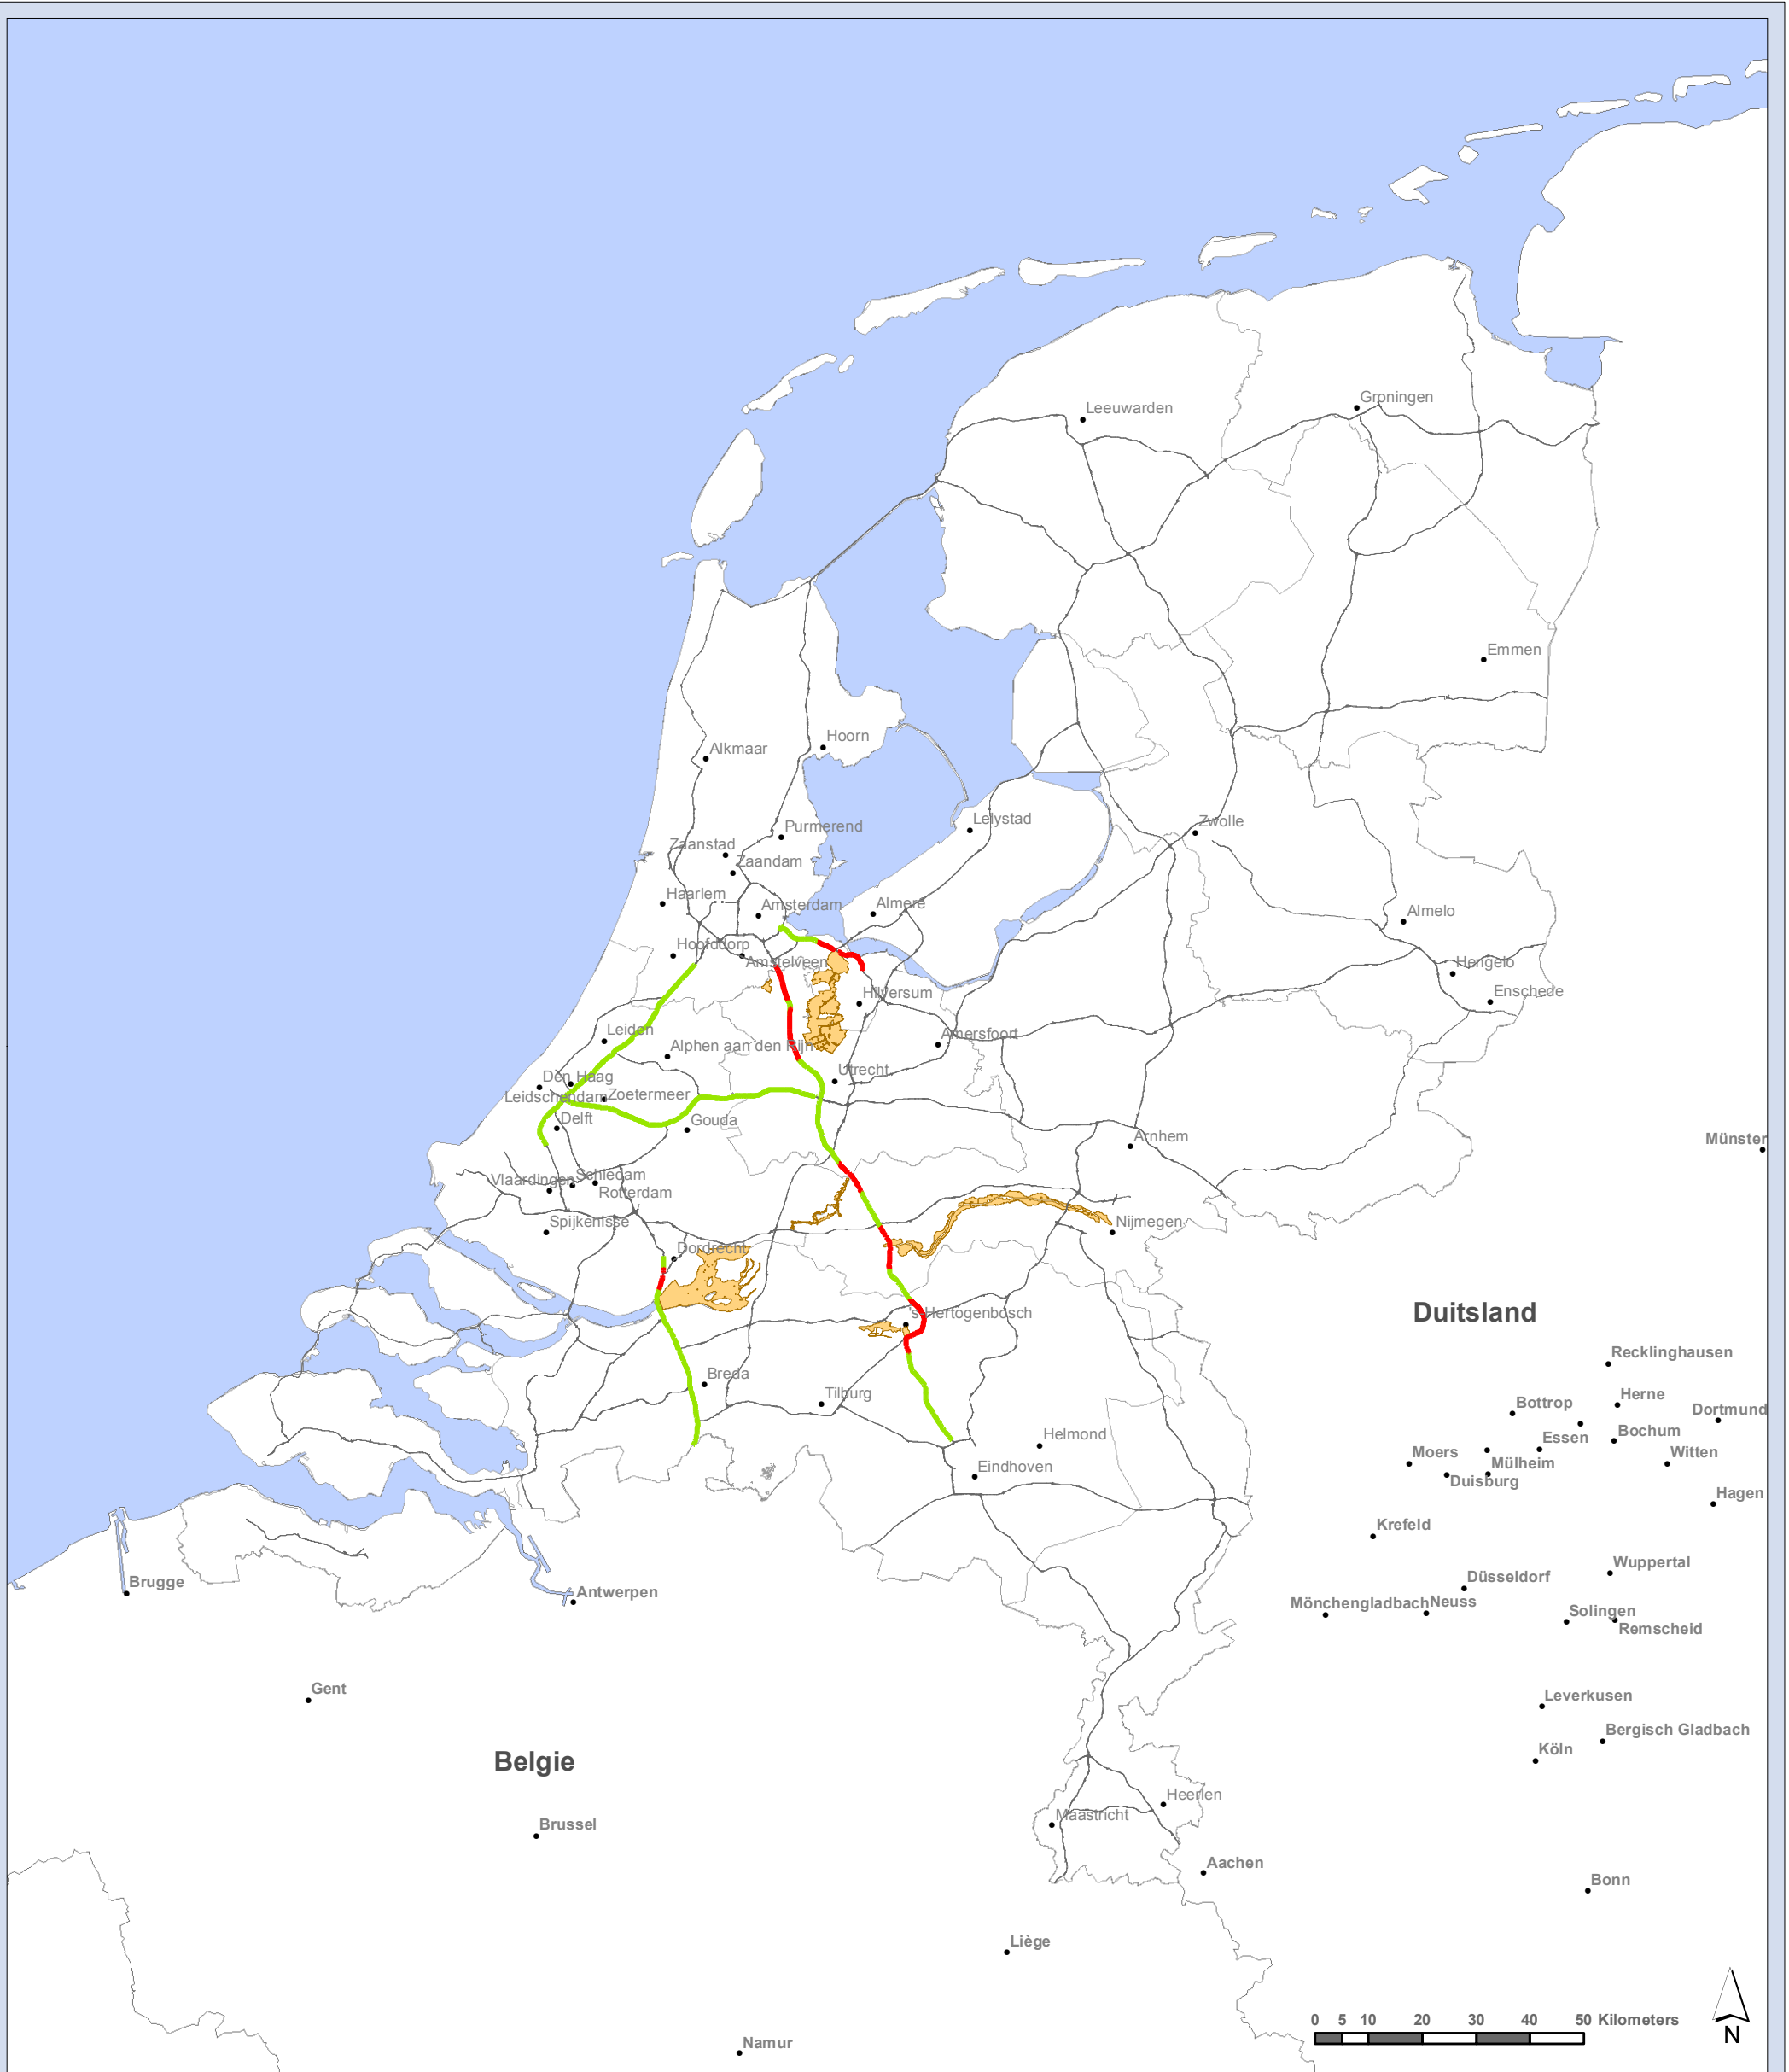 Groningen
Leeuwarden
Emmen
Hoorn
Alkmaar
Lelystad
Zwolle
Purmerend
Zaanstad
Zaandam
Haarlem
Amsterdam
Almere
Almelo
Hoofddorp
Amstelveen
Hengelo
Enschede
Hilversum
Leiden
Amersfoort
Alphen aan den Rijn
Utrecht
Den Haag
Leidschendam
Zoetermeer
Delft
Gouda
Arnhem
Münster
Schiedam
Vlaardingen
Rotterdam
Spijkenisse
Nijmegen
Dordrecht
's Hertogenbosch
Duitsland
Recklinghausen
Breda
Tilburg
Herne
Bottrop
Dortmund
Helmond
Essen
Bochum
Moers
Mülheim
Witten
Eindhoven
Duisburg
Hagen
Krefeld
Wuppertal
Düsseldorf
Brugge
Antwerpen
Mönchengladbach
Neuss
Solingen
Remscheid
Gent
Leverkusen
Bergisch Gladbach
Belgie
Köln
Heerlen
Maastricht
Brussel
Aachen
Bonn
Liège
0 5 10 20 30 40 50 Kilometers
N
Namur